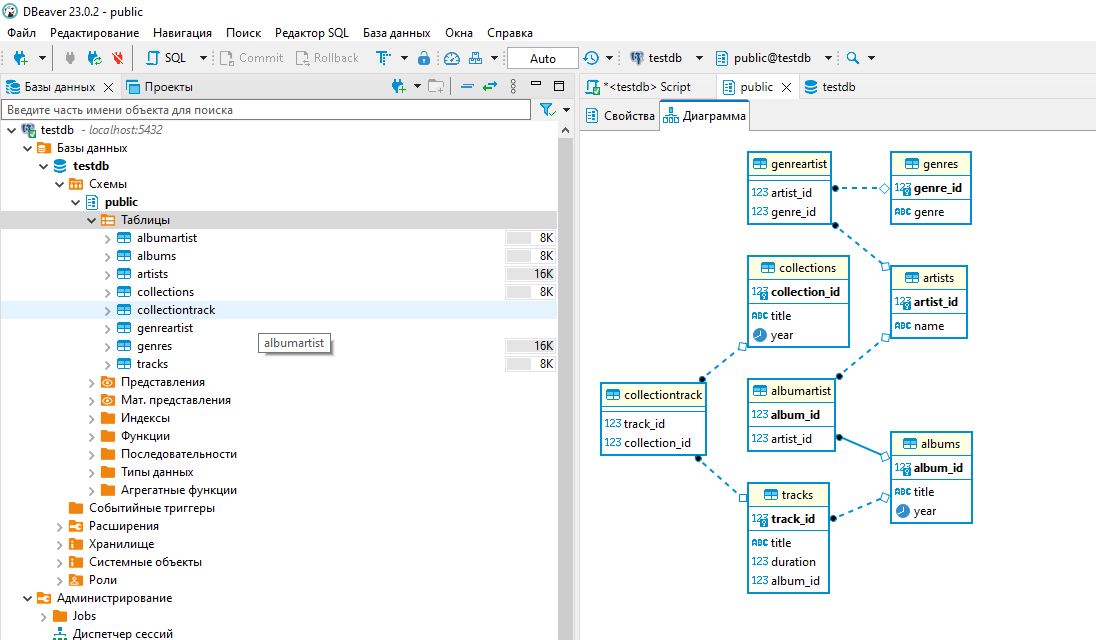 DBeaver 23.0.2 - public
Файл Редактирование Навигация Поиск Редактор SQL База данных Окна Справка
SQL Commit Rollback Auto testdb public@testdb
Базы данных Проекты
Введите часть имени объекта для поиска
testdb - localhost:5432
Базы данных
testdb
Схемы
public
Таблицы
albumartist 8K
albums 8K
artists 16K
collections 8K
collectiontrack
genreartist
albumartist
genres 16K
tracks 8K
Представления
Мат. представления
Индексы
Функции
Последовательности
Типы данных
Агрегатные функции
Событийные триггеры
Расширения
Хранилище
Системные объекты
Роли
Администрирование
Jobs
Диспетчер сессий
*<testdb> Script public testdb
Свойства Диаграмма
genreartist
123 artist_id
123 genre_id
genres
123 genre_id
ABC genre
collections
123 collection_id
ABC title
year
artists
123 artist_id
ABC name
collectiontrack
123 track_id
123 collection_id
albumartist
123 album_id
123 artist_id
albums
123 album_id
ABC title
year
tracks
123 track_id
ABC title
123 duration
123 album_id